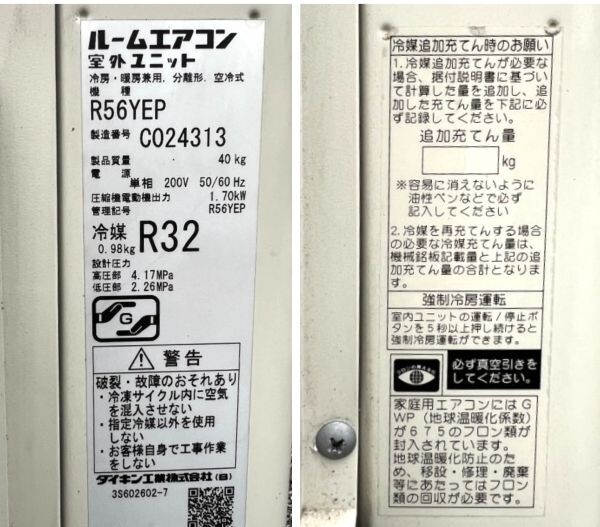 ルームエアコン
室外ユニット
冷房・暖房兼用, 分離形, 空冷式
機 種
R56YEP
製造番号 C024313
製品質量 40 kg
電 源
単相 200V 50/60 Hz
圧縮機電動機出力 1.70kW
管理記号 R56YEP
冷媒 R32
0.98kg
設計圧力
高圧部 4.17MPa
低圧部 2.26MPa
G
警告
破裂・故障のおそれあり
・冷凍サイクル内に空気
を混入させない
・指定冷媒以外を使用
しない
・お客様自身で工事作業
をしない
ダイキン工業株式会社(B)
3S602602-7
冷媒追加充てん時のお願い
1.冷媒追加充てんが必要な
場合、据付説明書に基づい
て計算した量を追加し、追
加した充てん量を下記に必
ず記録してください。
追加充てん量
kg
※容易に消えないように
油性ペンなどで必ず
記入してください
2.冷媒を再充てんする場合
の必要な冷媒充てん量は、
機械銘板記載量と上記の追
加充てん量の合計となりま
す。
強制冷房運転
室内ユニットの運転/停止ボ
タンを5秒以上押し続けると
強制冷房運転ができます。
必ず真空引きを
してください。
家庭用エアコンにはG
WP(地球温暖化係数)
が675のフロン類が
封入されています。
地球温暖化防止のた
め、移設・修理・廃棄
等にあたってはフロン
類の回収が必要です。